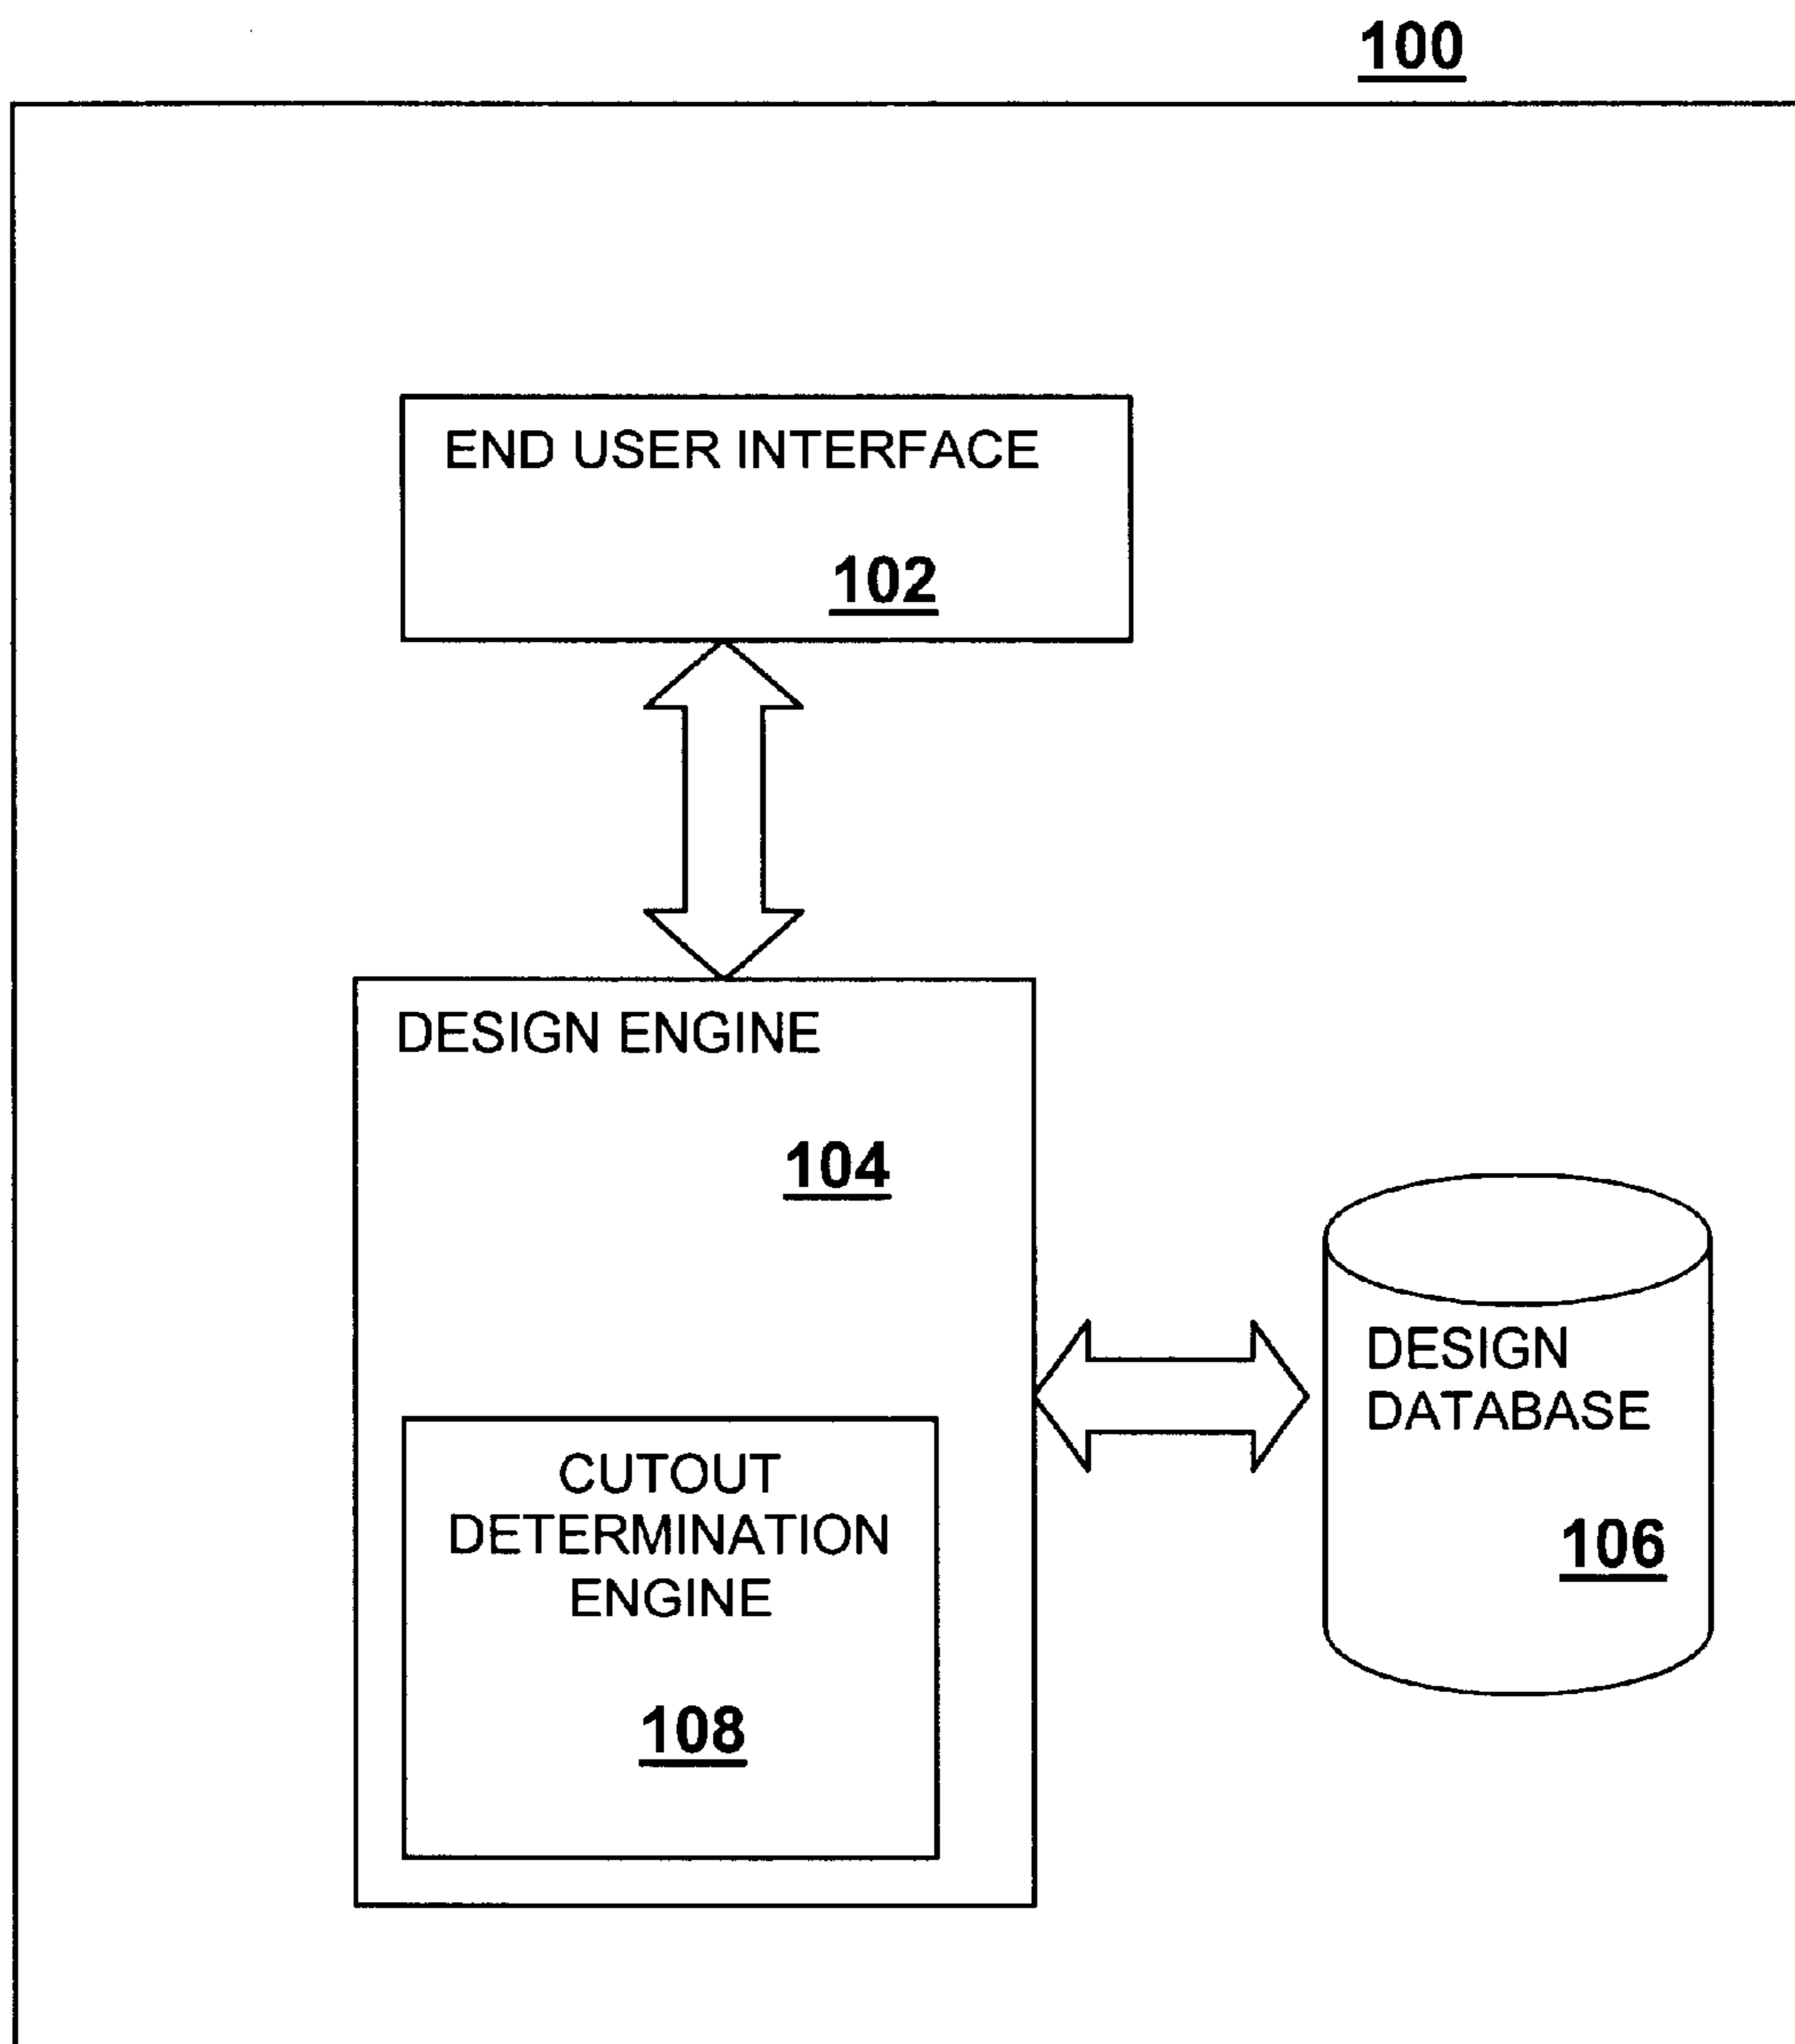 100
END USER INTERFACE
102
DESIGN ENGINE
104
DESIGN
DATABASE
106
CUTOUT
DETERMINATION
ENGINE
108